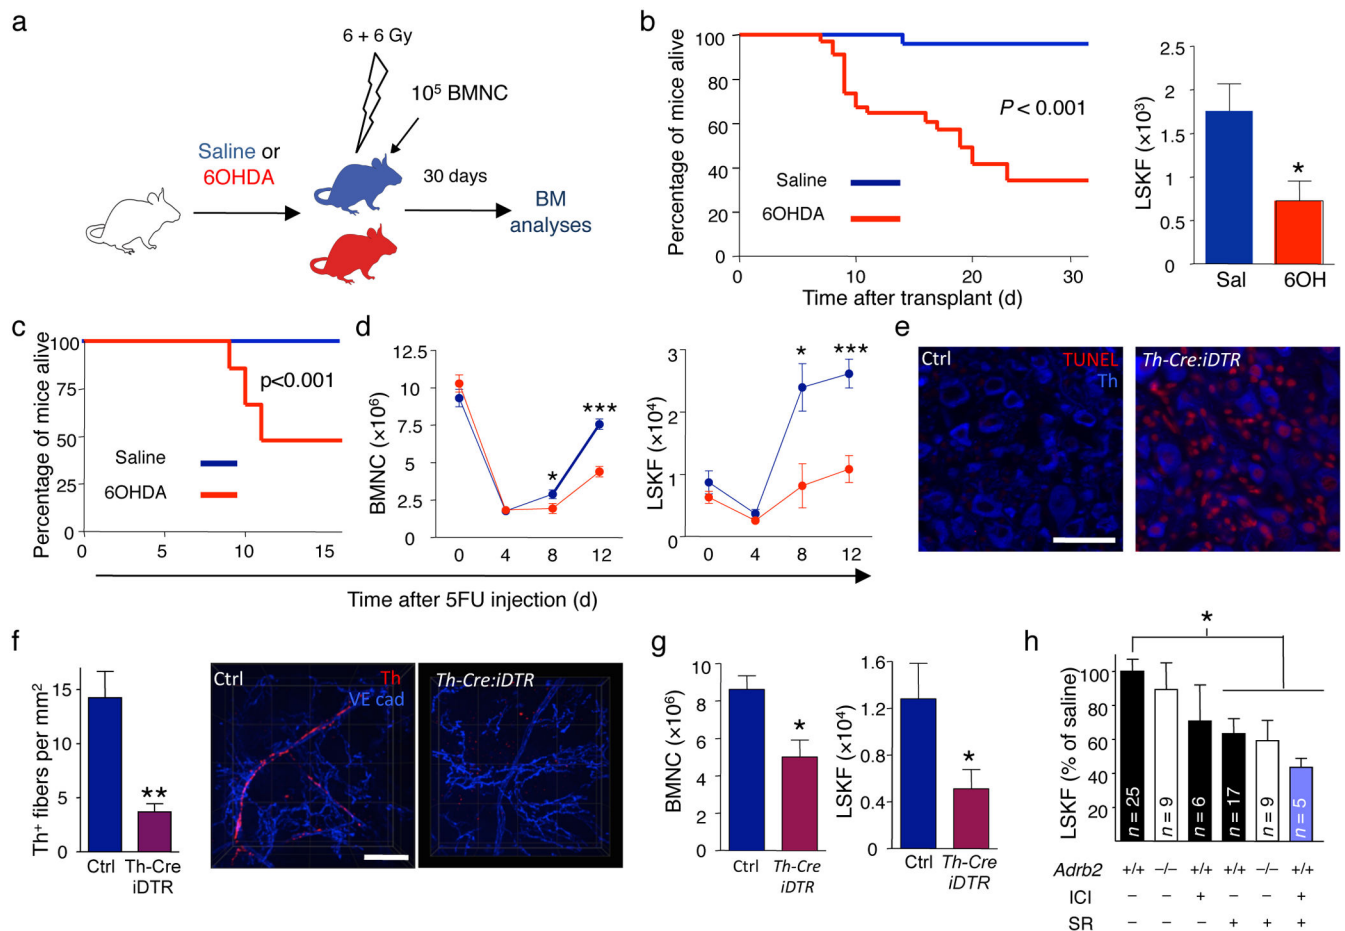 a
6 + 6 Gy
10⁵ BMNC
Saline or
6OHDA
30 days
BM
analyses
b
Percentage of mice alive
100
80
60
40
20
0
P < 0.001
Saline
6OHDA
0 10 20 30
Time after transplant (d)
LSKF (×10³)
2.5
2
1.5
1
0.5
0
*
Sal 6OH
c
Percentage of mice alive
100
75
50
25
0
p<0.001
Saline
6OHDA
0 5 10 15
d
BMNC (×10⁶)
12.5
10
7.5
5
2.5
0
* ***
0 4 8 12
LSKF (×10⁴)
3
2
1
0
* ***
0 4 8 12
Time after 5FU injection (d)
e
Ctrl
TUNEL
Th
Th-Cre:iDTR
f
Th⁺ fibers per mm²
15
10
5
0
**
Ctrl Th-Cre
iDTR
Ctrl
Th
VE cad
Th-Cre:iDTR
g
BMNC (×10⁶)
10
8
6
4
2
0
*
Ctrl Th-Cre
iDTR
LSKF (×10⁴)
1.6
1.2
0.8
0.4
0
*
Ctrl Th-Cre
iDTR
h
*
LSKF (% of saline)
100
80
60
40
20
n = 25 n = 9 n = 6 n = 17 n = 9 n = 5
Adrb2 +/+ –/– +/+ +/+ –/– +/+
ICI – – + – – +
SR – – – + + +